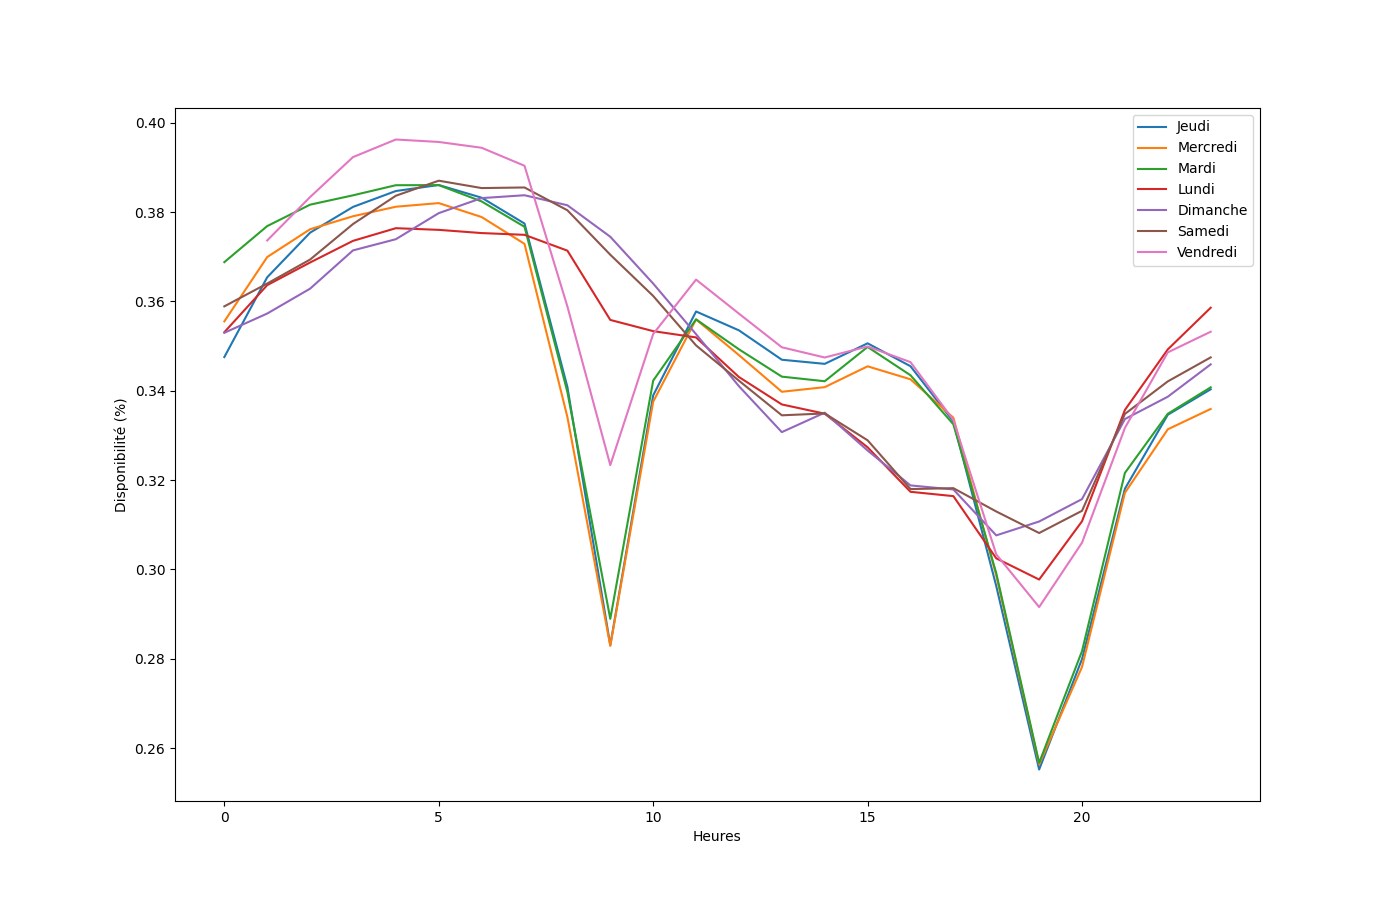 Disponibilité (%)
0.40
0.38
0.36
0.34
0.32
0.30
0.28
0.26
Jeudi
Mercredi
Mardi
Lundi
Dimanche
Samedi
Vendredi
0 5 10 15 20
Heures